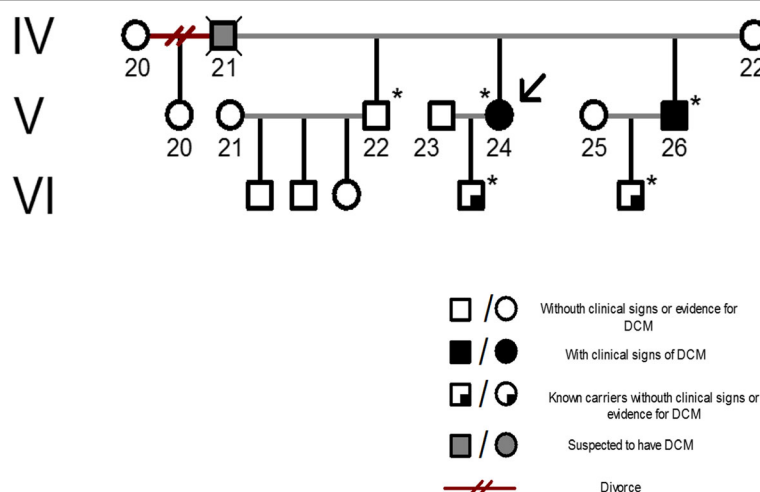 IV
20 21 22
* * *
V
20 21 22 23 24 25 26
* *
VI
/ Withouth clinical signs or evidence for
DCM
/ With clinical signs of DCM
/ Known carriers without clinical signs or
evidence for DCM
/ Suspected to have DCM
Divorce